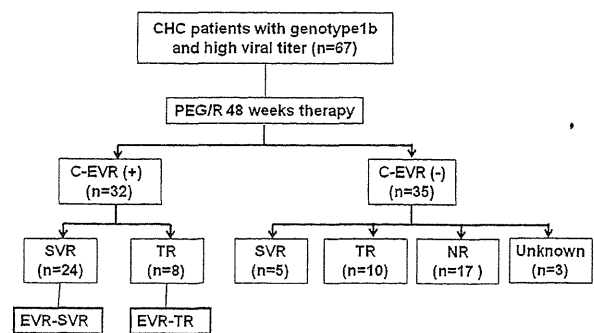 CHC patients with genotype1b
and high viral titer (n=67)
PEG/R 48 weeks therapy
C-EVR (+)
(n=32)
C-EVR (-)
(n=35)
SVR
(n=24)
TR
(n=8)
SVR
(n=5)
TR
(n=10)
NR
(n=17 )
Unknown
(n=3)
EVR-SVR
EVR-TR